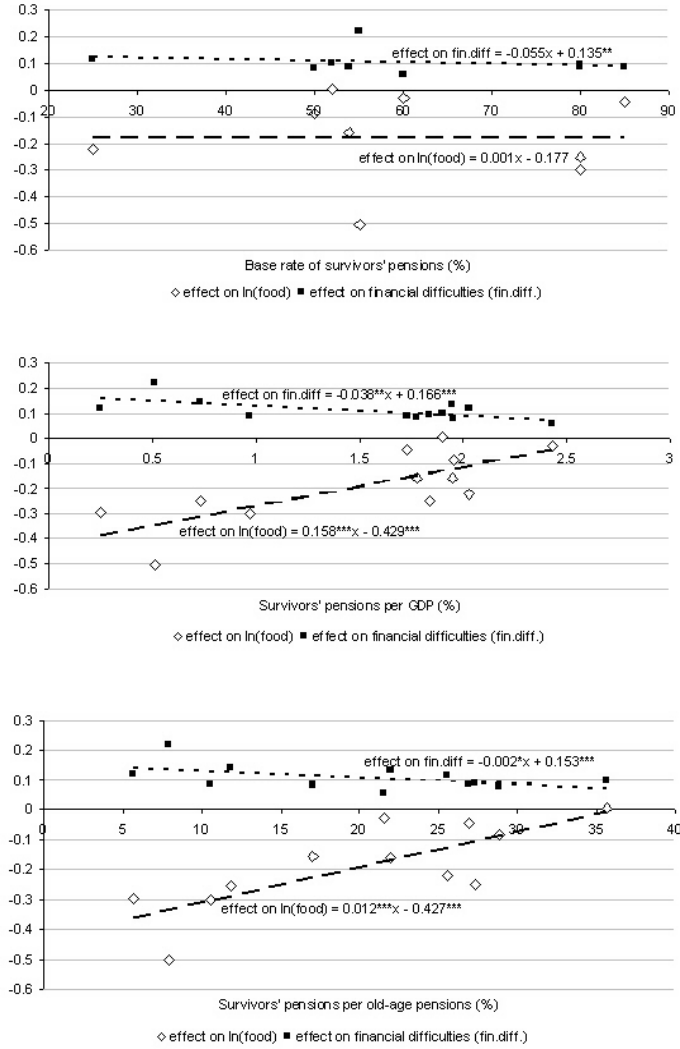 0.3
0.2
effect on fin.diff = -0.055x + 0.135**
0.1
0
20 30 40 50 60 70 80 90
-0.1
-0.2
effect on ln(food) = 0.001x - 0.177
-0.3
-0.4
-0.5
-0.6
Base rate of survivors' pensions (%)
effect on ln(food) effect on financial difficulties (fin.diff.)
0.3
0.2
effect on fin.diff = -0.038**x + 0.166***
0.1
0
0 0.5 1 1.5 2 2.5 3
-0.1
-0.2
-0.3
effect on ln(food) = 0.158***x - 0.429***
-0.4
-0.5
-0.6
Survivors' pensions per GDP (%)
effect on ln(food) effect on financial difficulties (fin.diff.)
0.3
0.2
effect on fin.diff = -0.002*x + 0.153***
0.1
0
0 5 10 15 20 25 30 35 40
-0.1
-0.2
-0.3
effect on ln(food) = 0.012***x - 0.427***
-0.4
-0.5
-0.6
Survivors' pensions per old-age pensions (%)
effect on ln(food) effect on financial difficulties (fin.diff.)